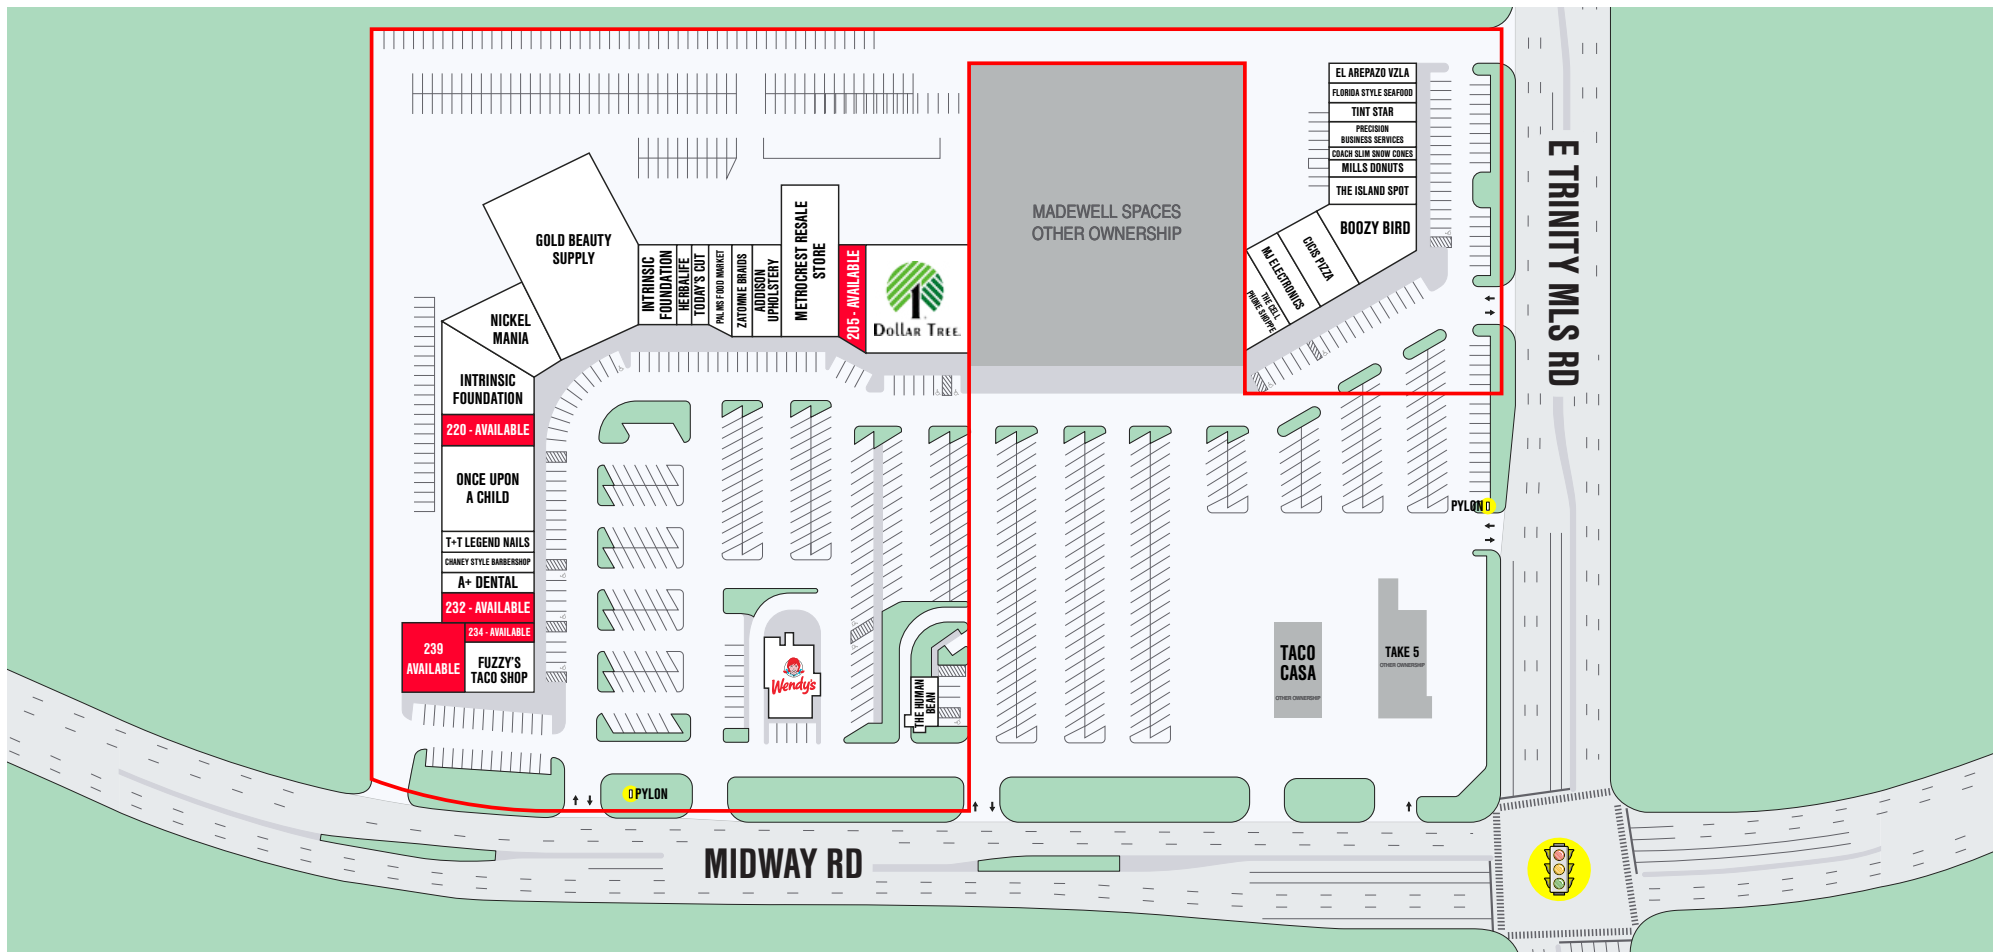 EL AREPAZO VZLA
FLORIDA STYLE SEAFOOD
TINT STAR
PRECISION
BUSINESS SERVICES
COACH SLIM SNOW CONES
MILLS DONUTS
THE ISLAND SPOT
BOOZY BIRD
CICIS PIZZA
MJ ELECTRONICS
THE CELL
PHONE SHOPPE
MADEWELL SPACES
OTHER OWNERSHIP
E TRINITY MLS RD
GOLD BEAUTY
SUPPLY
INTRINSIC
FOUNDATION
HERBALIFE
TODAY'S CUT
PALMS FOOD MARKET
ZATOMNE BRAIDS
ADDISON
UPHOLSTERY
METROCREST RESALE
STORE
205 - AVAILABLE
DOLLAR TREE
NICKEL
MANIA
INTRINSIC
FOUNDATION
220 - AVAILABLE
ONCE UPON
A CHILD
T+T LEGEND NAILS
CHANEY STYLE BARBERSHOP
A+ DENTAL
232 - AVAILABLE
234 - AVAILABLE
239
AVAILABLE
FUZZY'S
TACO SHOP
Wendy's
THE HUMAN
BEAN
PYLON
TACO
CASA
OTHER OWNERSHIP
TAKE 5
OTHER OWNERSHIP
PYLON
MIDWAY RD